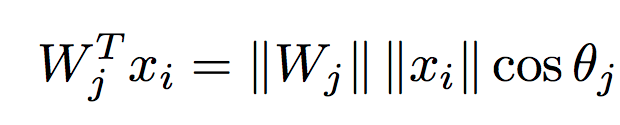 $W_j^T x_i = \|W_j\| \, \|x_i\| \cos \theta_j$